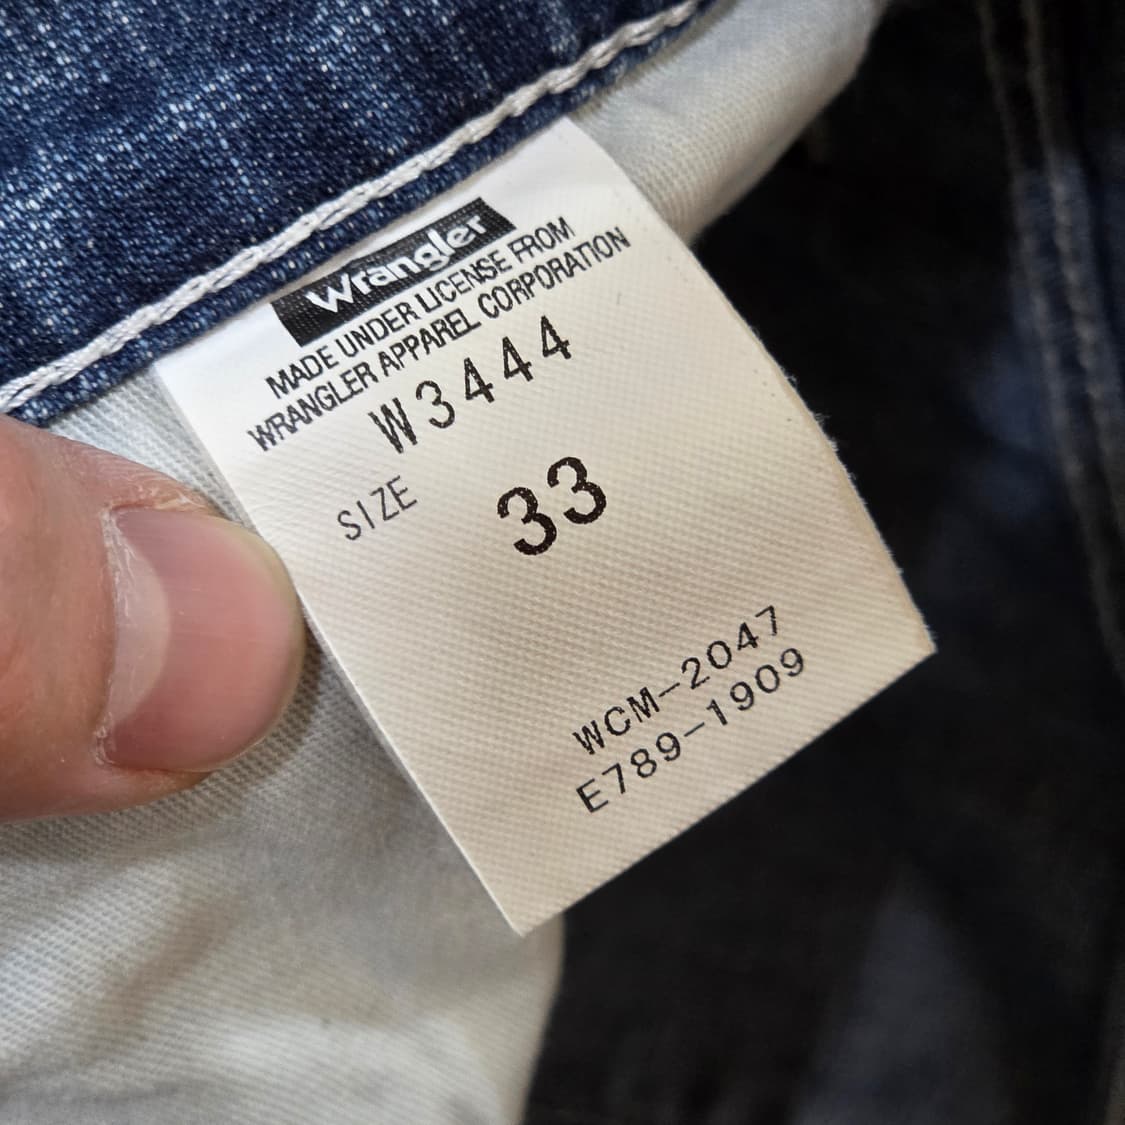 Wrangler
MADE UNDER LICENSE FROM
WRANGLER APPAREL CORPORATION
W3444
SIZE 33
WCM-2047
E789-1909